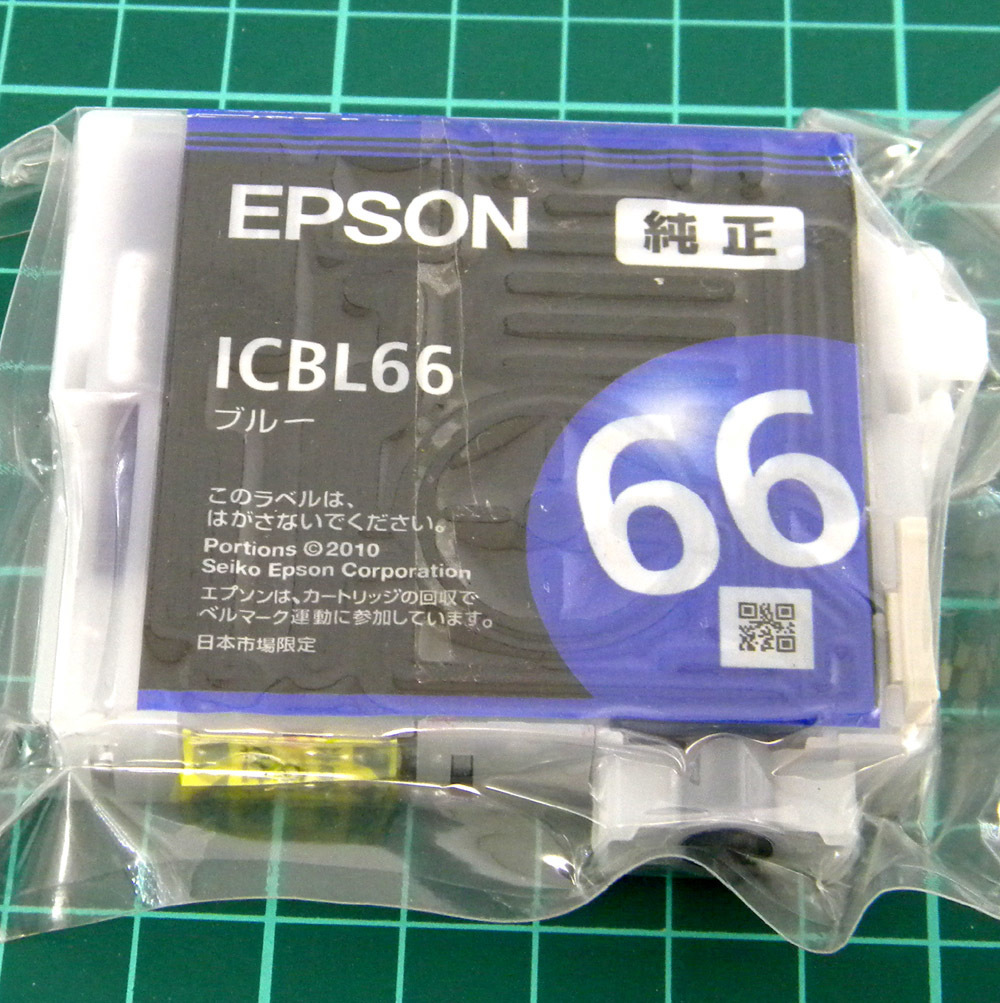 EPSON
純正
ICBL66
ブルー
66
このラベルは、
はがさないでください。
Portions ©2010
Seiko Epson Corporation
エプソンは、カートリッジの回収で
ベルマーク運動に参加しています。
日本市場限定